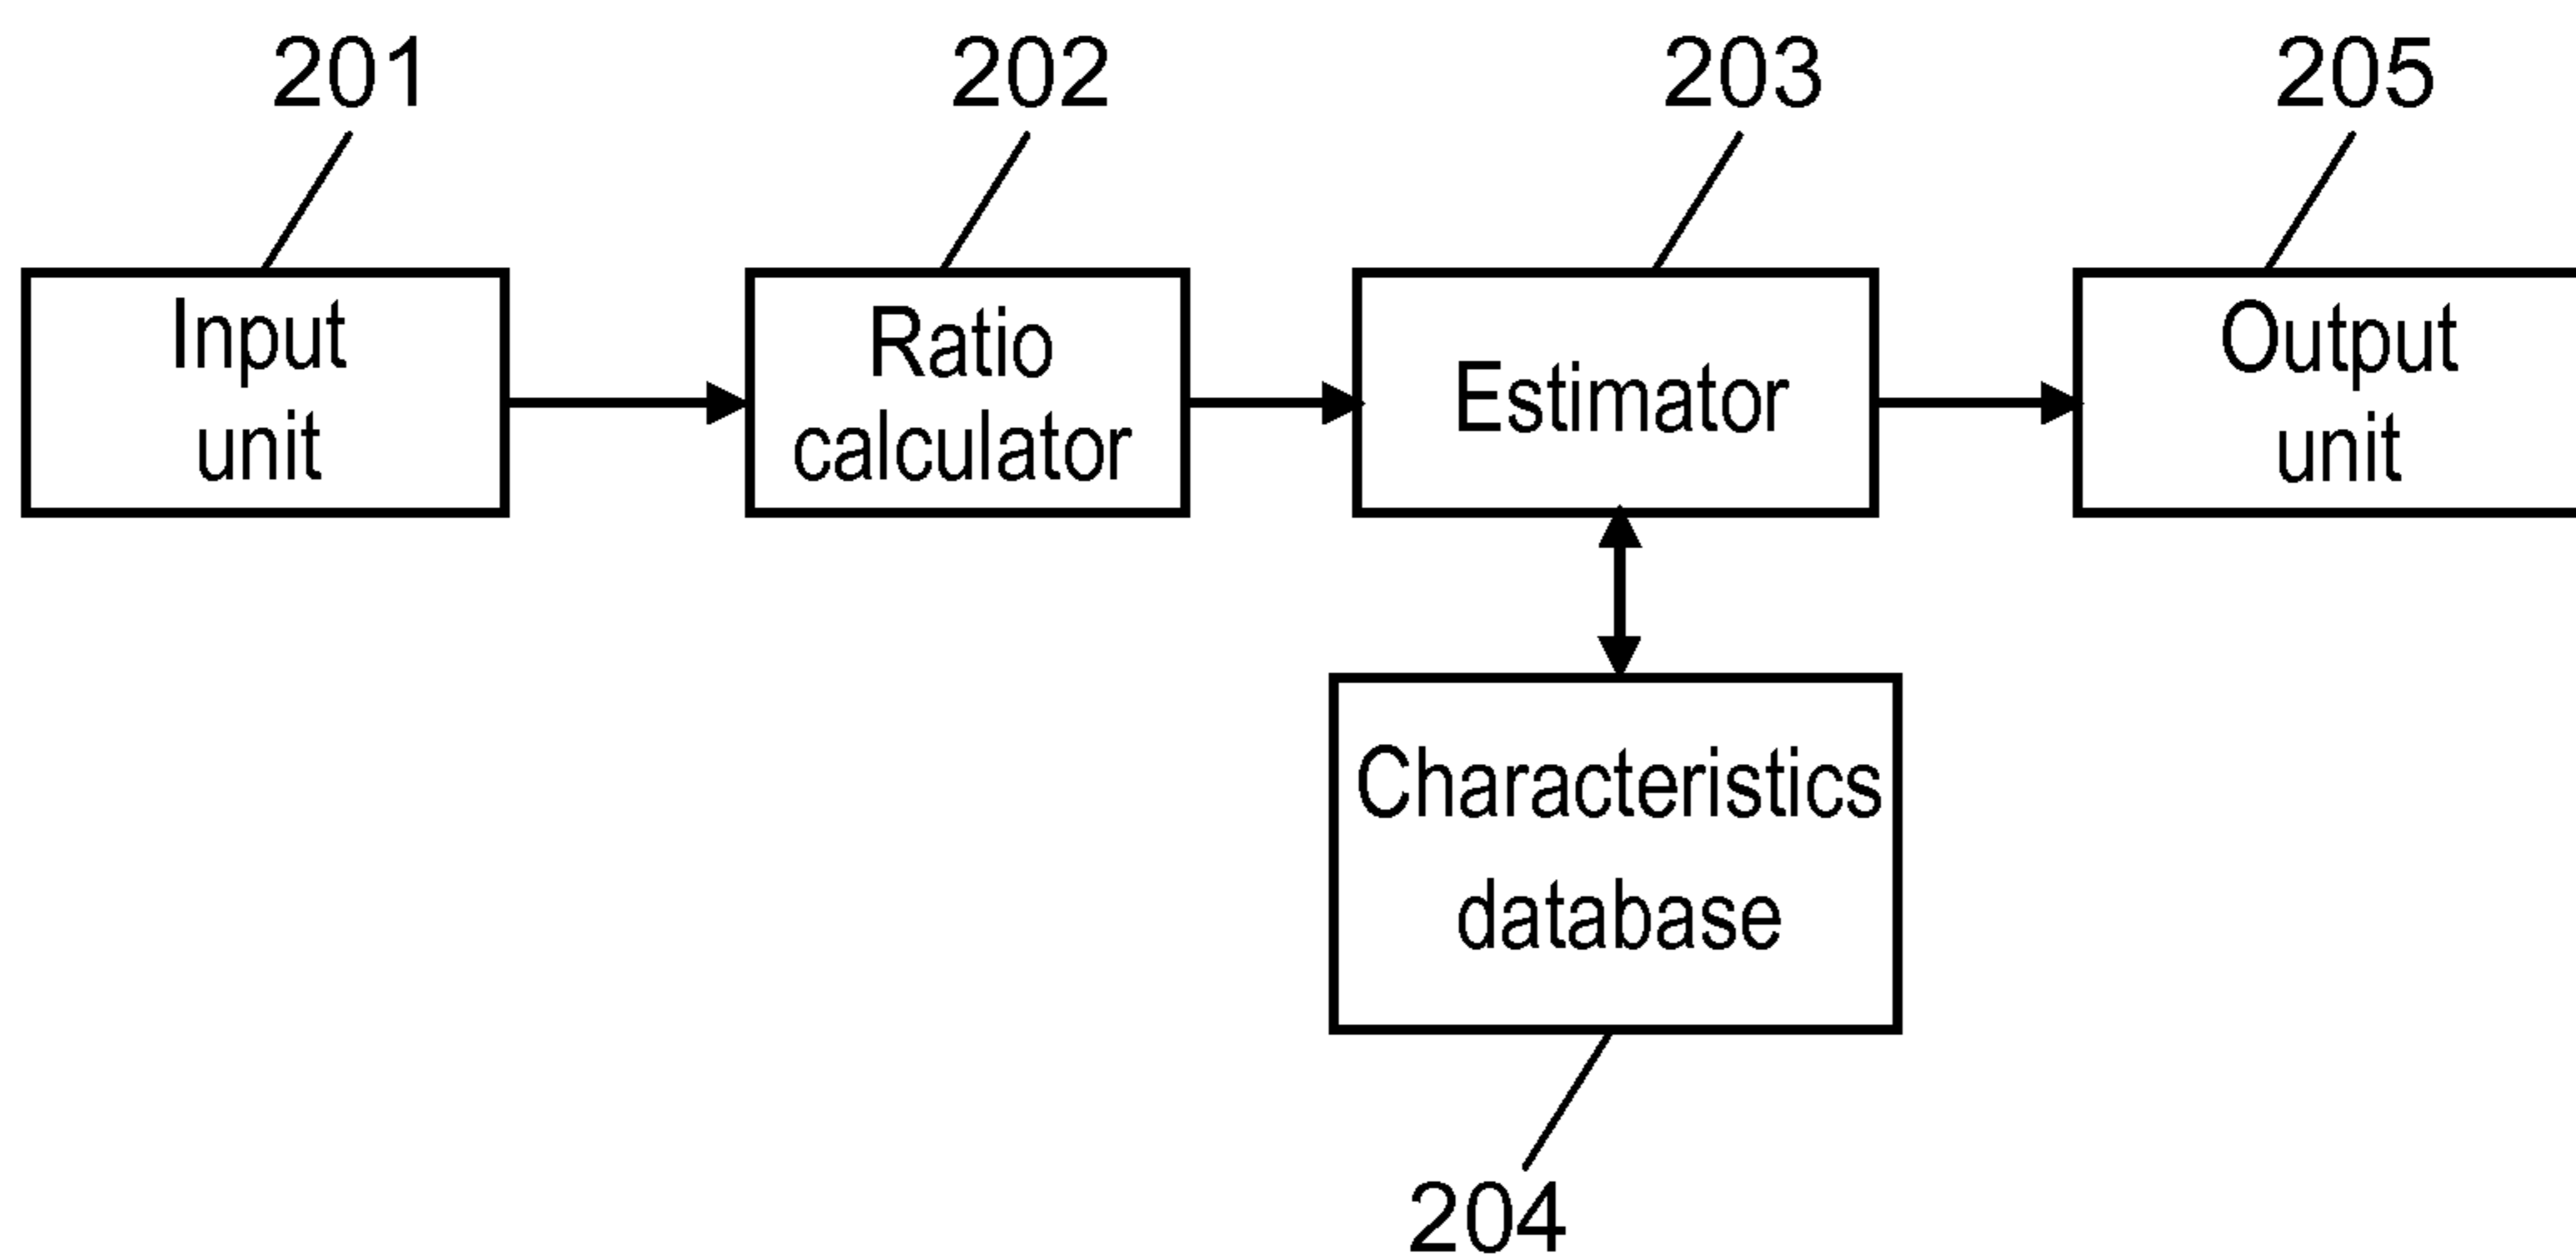 201
202
203
205
Input
unit
Ratio
calculator
Estimator
Output
unit
Characteristics
database
204